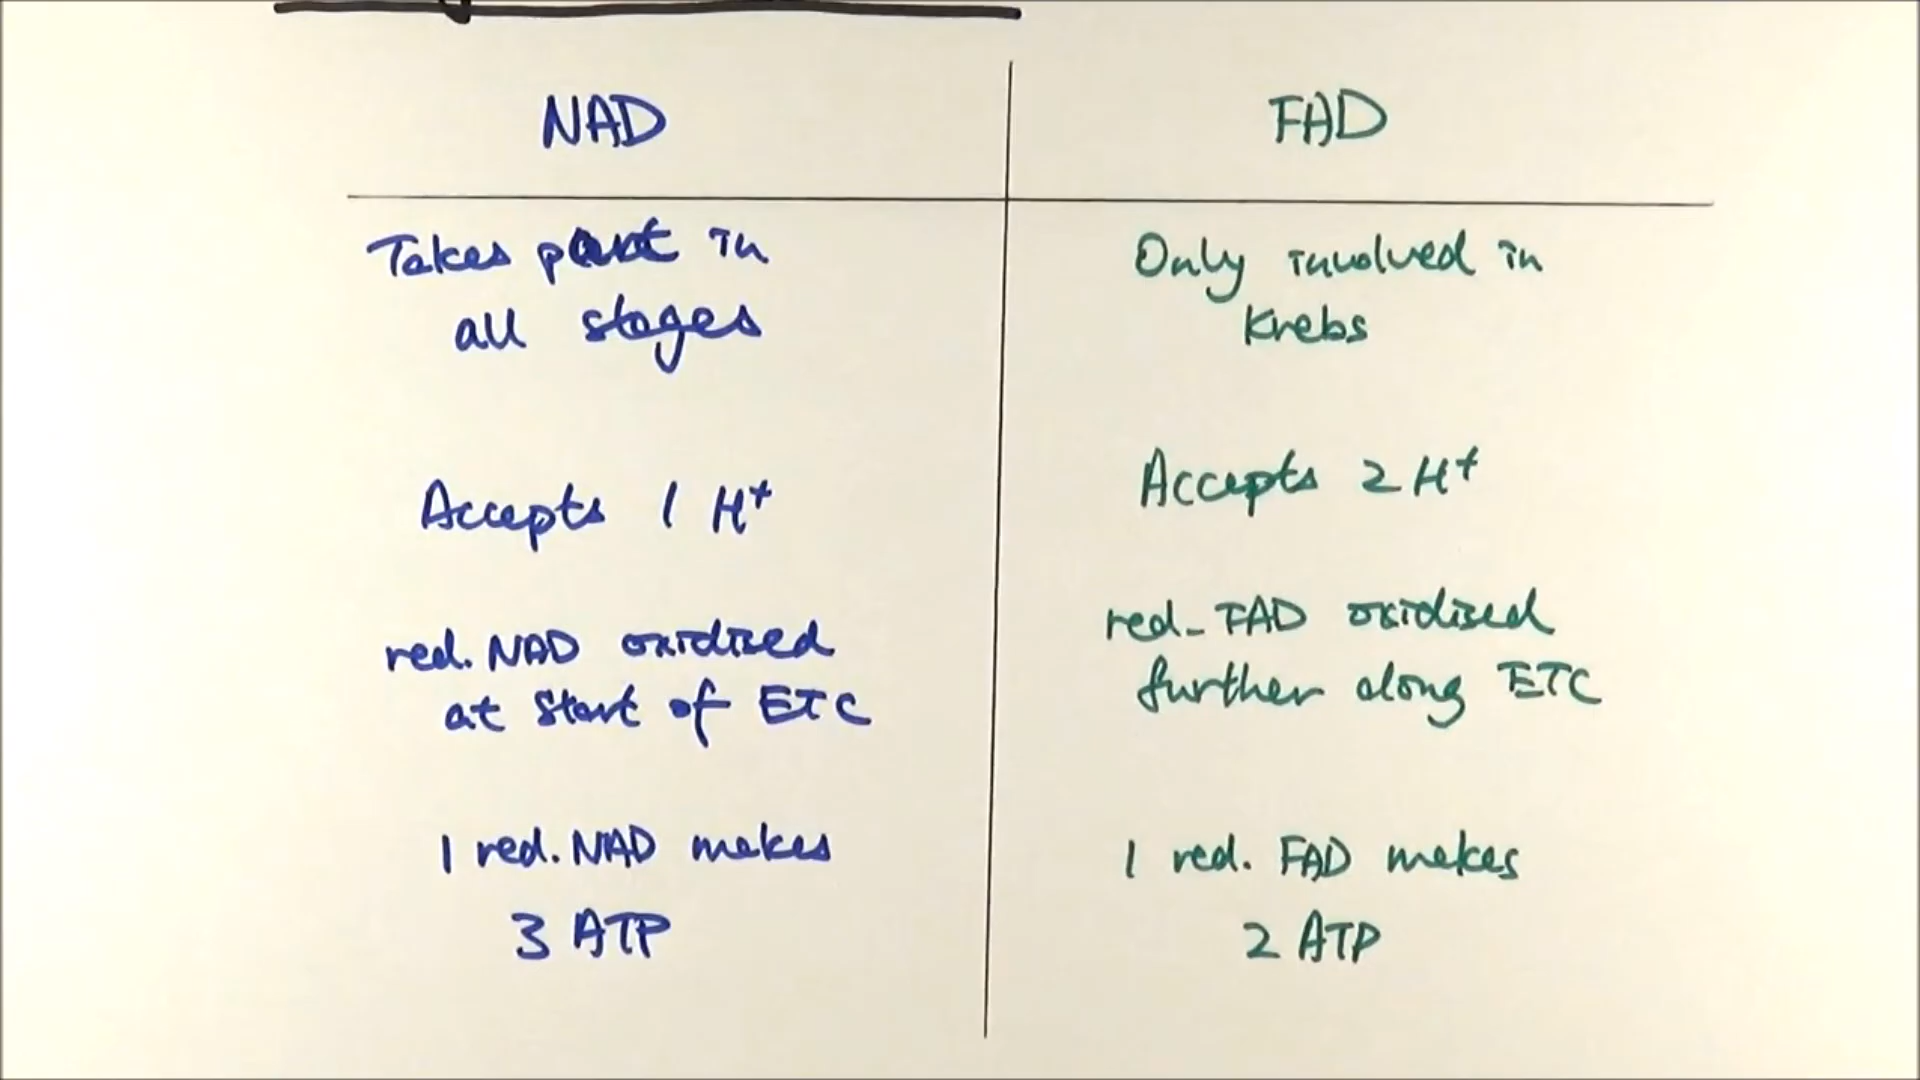 NAD
FAD
Takes part in
all stages
Only involved in
Krebs
Accepts 1 H+
Accepts 2 H+
red. NAD oxidised
at start of ETC
red. FAD oxidised
further along ETC
1 red. NAD makes
3 ATP
1 red. FAD makes
2 ATP